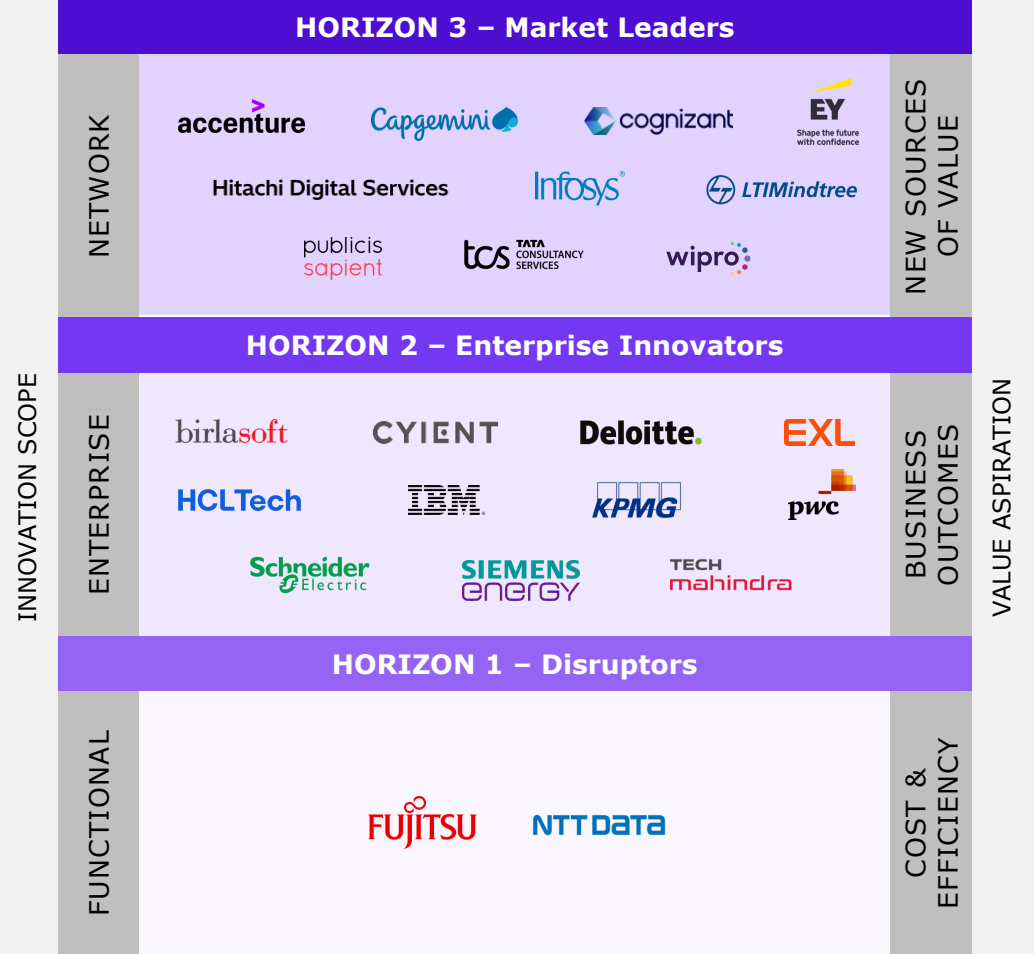 HORIZON 3 – Market Leaders
NETWORK
accenture
Capgemini
cognizant
EY
Shape the future
with confidence
Hitachi Digital Services
Infosys®
LTIMindtree
publicis
sapient
tcs
TATA
CONSULTANCY
SERVICES
wipro
NEW SOURCES
OF VALUE
HORIZON 2 – Enterprise Innovators
INNOVATION SCOPE
ENTERPRISE
birlasoft
CYIENT
Deloitte.
EXL
HCLTech
IBM®
KPMG
pwc
Schneider
Electric
SIEMENS
energy
TECH
mahindra
BUSINESS
OUTCOMES
VALUE ASPIRATION
HORIZON 1 – Disruptors
FUNCTIONAL
FUJITSU
NTT DATA
COST &
EFFICIENCY